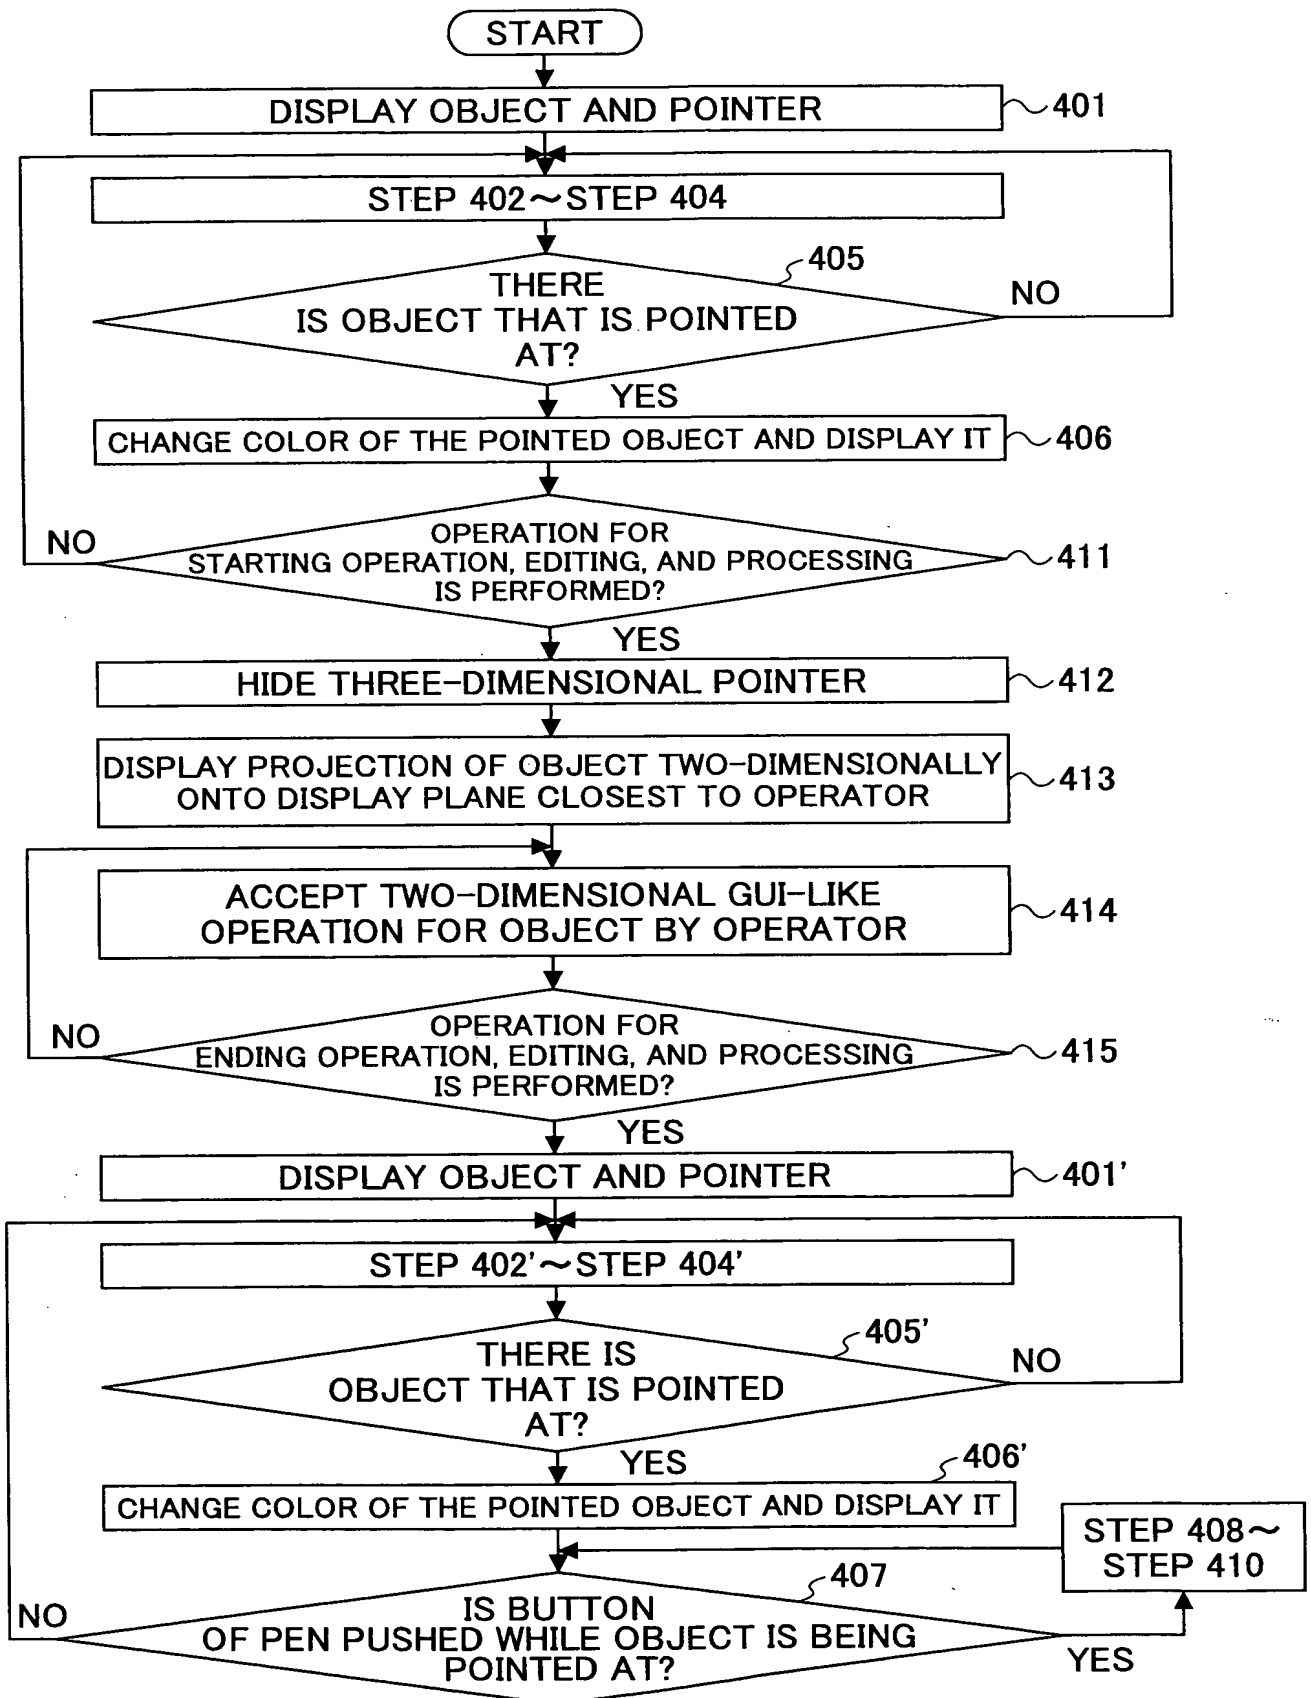 START
DISPLAY OBJECT AND POINTER
401
STEP 402～STEP 404
405
THERE
IS OBJECT THAT IS POINTED
AT?
NO
YES
CHANGE COLOR OF THE POINTED OBJECT AND DISPLAY IT
406
OPERATION FOR
STARTING OPERATION, EDITING, AND PROCESSING
IS PERFORMED?
NO
411
YES
HIDE THREE-DIMENSIONAL POINTER
412
DISPLAY PROJECTION OF OBJECT TWO-DIMENSIONALLY
ONTO DISPLAY PLANE CLOSEST TO OPERATOR
413
ACCEPT TWO-DIMENSIONAL GUI-LIKE
OPERATION FOR OBJECT BY OPERATOR
414
OPERATION FOR
ENDING OPERATION, EDITING, AND PROCESSING
IS PERFORMED?
NO
415
YES
DISPLAY OBJECT AND POINTER
401'
STEP 402'～STEP 404'
405'
THERE IS
OBJECT THAT IS POINTED
AT?
NO
YES
406'
CHANGE COLOR OF THE POINTED OBJECT AND DISPLAY IT
STEP 408～
STEP 410
407
IS BUTTON
OF PEN PUSHED WHILE OBJECT IS BEING
POINTED AT?
NO
YES